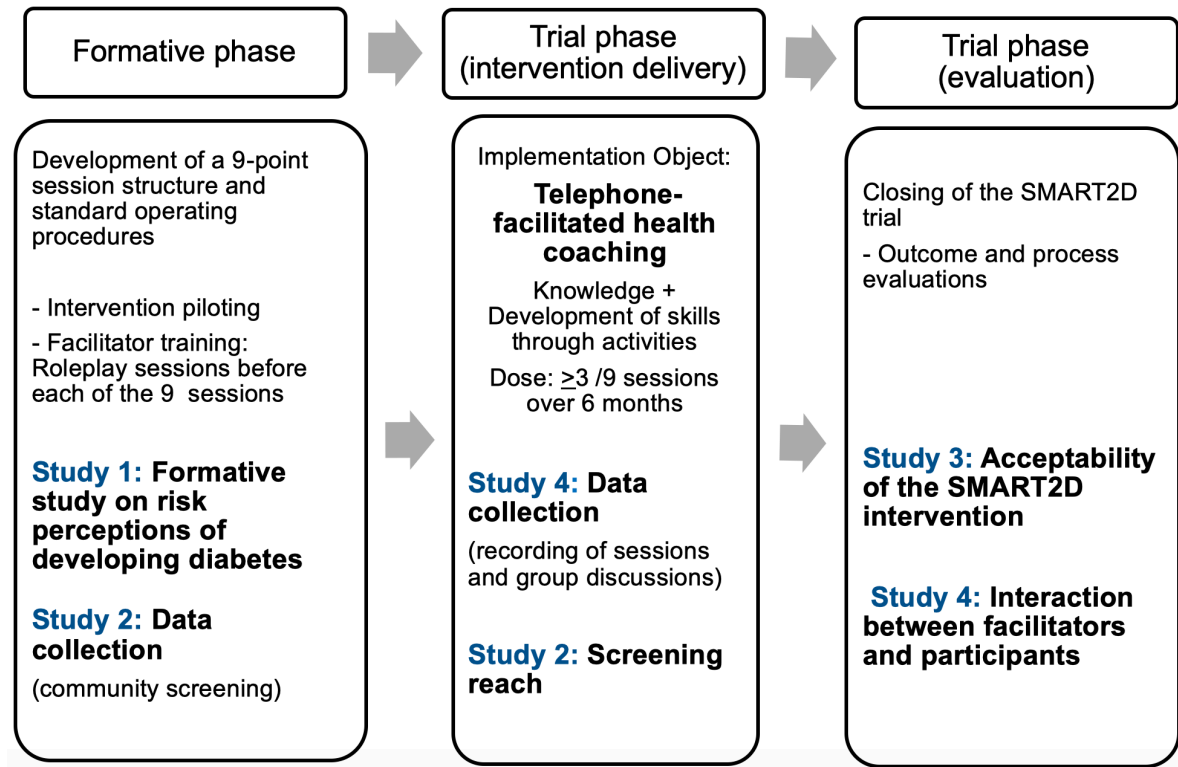 Formative phase
Trial phase
(intervention delivery)
Trial phase
(evaluation)
Development of a 9-point
session structure and
standard operating
procedures
- Intervention piloting
- Facilitator training:
Roleplay sessions before
each of the 9 sessions
Study 1: Formative
study on risk
perceptions of
developing diabetes
Study 2: Data
collection
(community screening)
Implementation Object:
Telephone-
facilitated health
coaching
Knowledge +
Development of skills
through activities
Dose: ≥3 /9 sessions
over 6 months
Study 4: Data
collection
(recording of sessions
and group discussions)
Study 2: Screening
reach
Closing of the SMART2D
trial
- Outcome and process
evaluations
Study 3: Acceptability
of the SMART2D
intervention
Study 4: Interaction
between facilitators
and participants